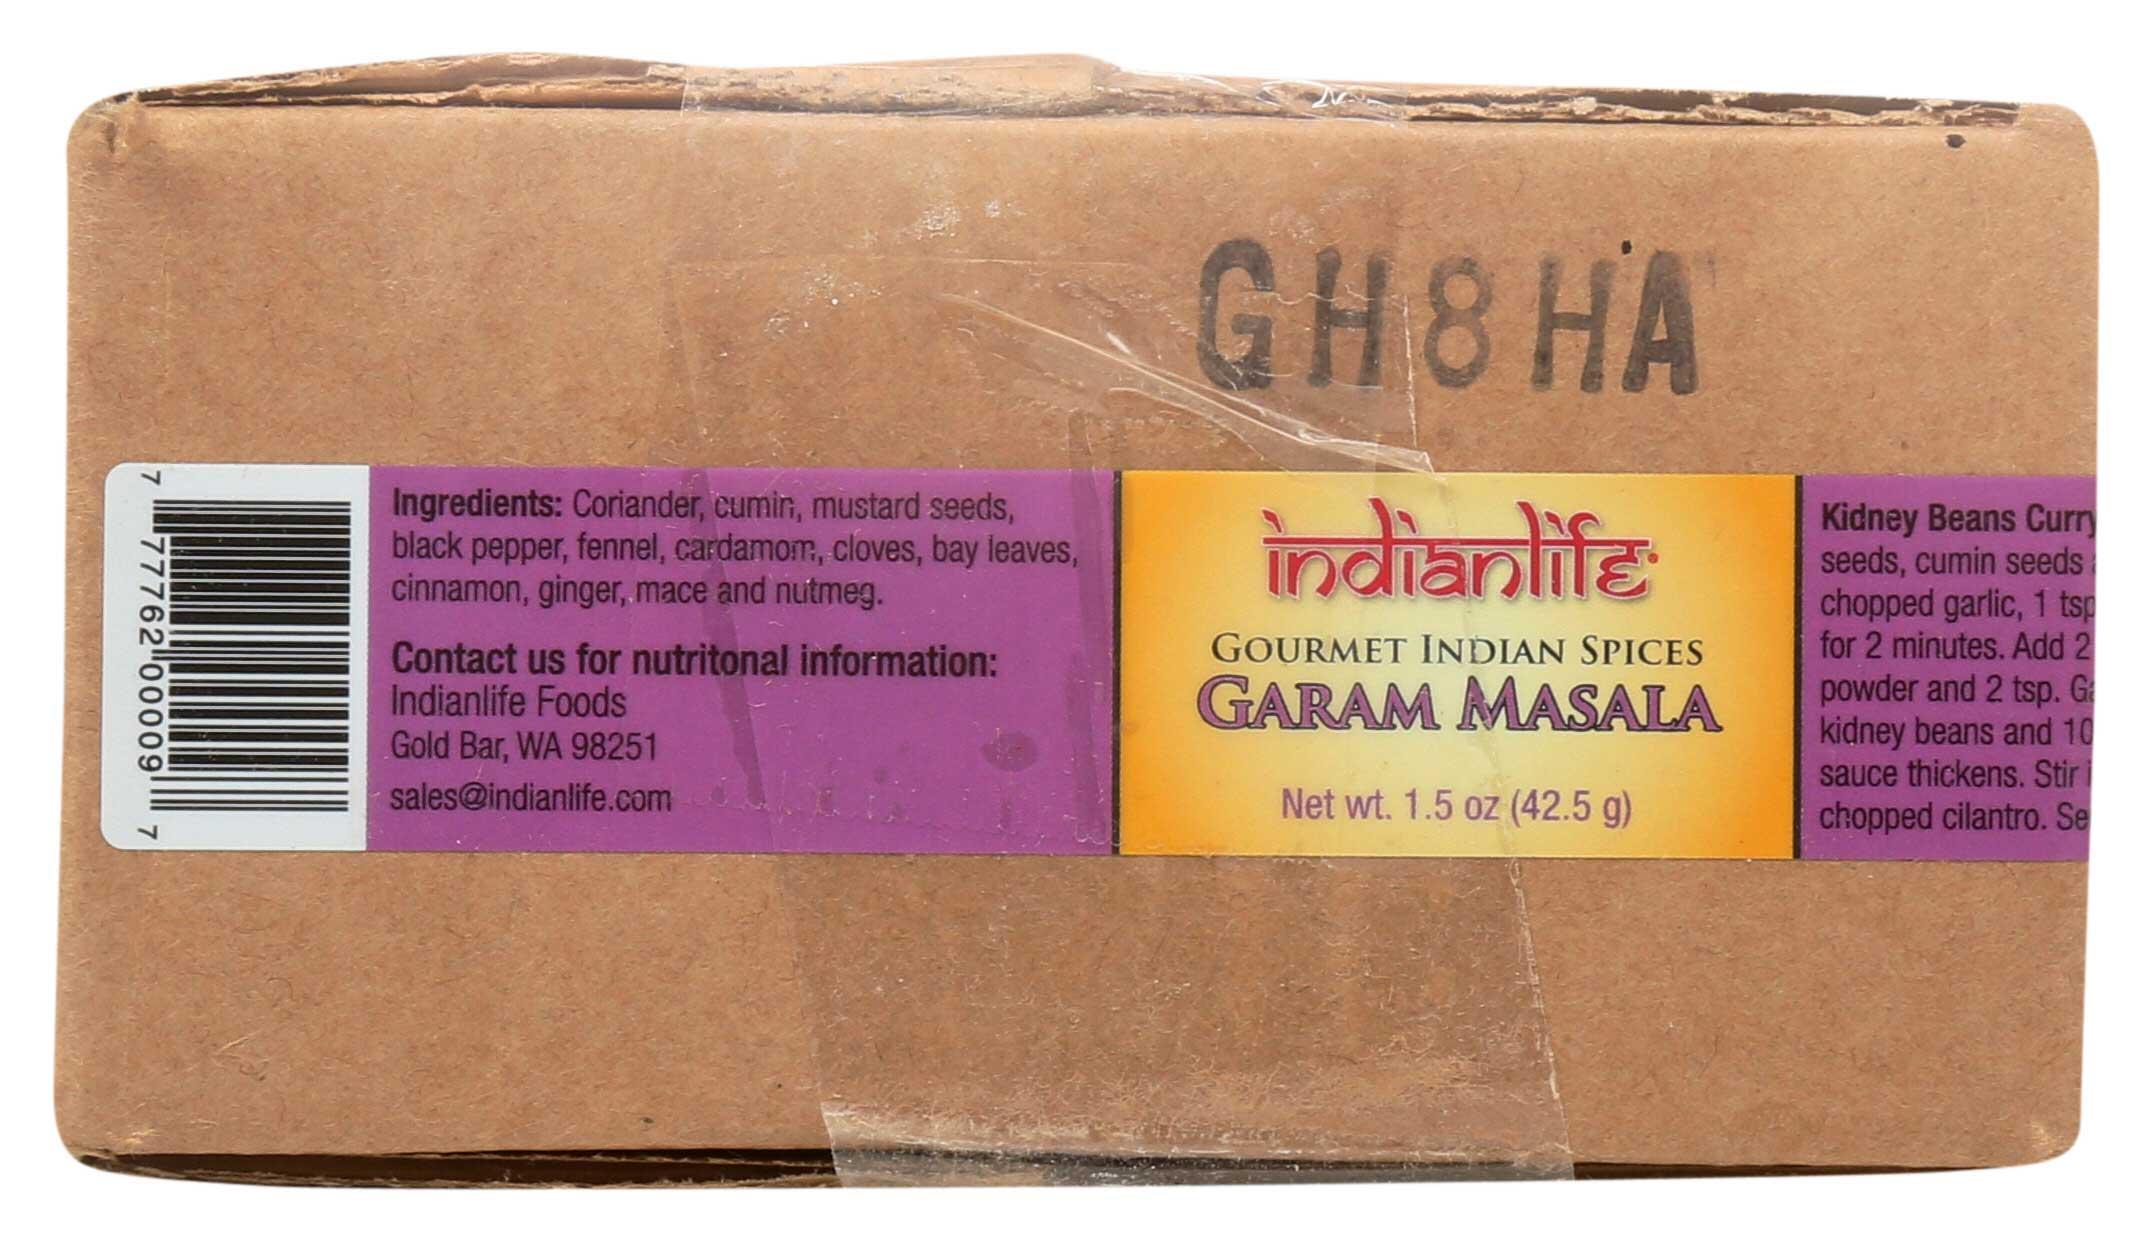 GH8HA
7 77762 00009 7
Ingredients: Coriander, cumin, mustard seeds,
black pepper, fennel, cardamom, cloves, bay leaves,
cinnamon, ginger, mace and nutmeg.
Contact us for nutritonal information:
Indianlife Foods
Gold Bar, WA 98251
sales@indianlife.com
indianlife
GOURMET INDIAN SPICES
GARAM MASALA
Net wt. 1.5 oz (42.5 g)
Kidney Beans Curry
seeds, cumin seeds
chopped garlic, 1 tsp
for 2 minutes. Add 2
powder and 2 tsp.
kidney beans and 10
sauce thickens. Stir
chopped cilantro.